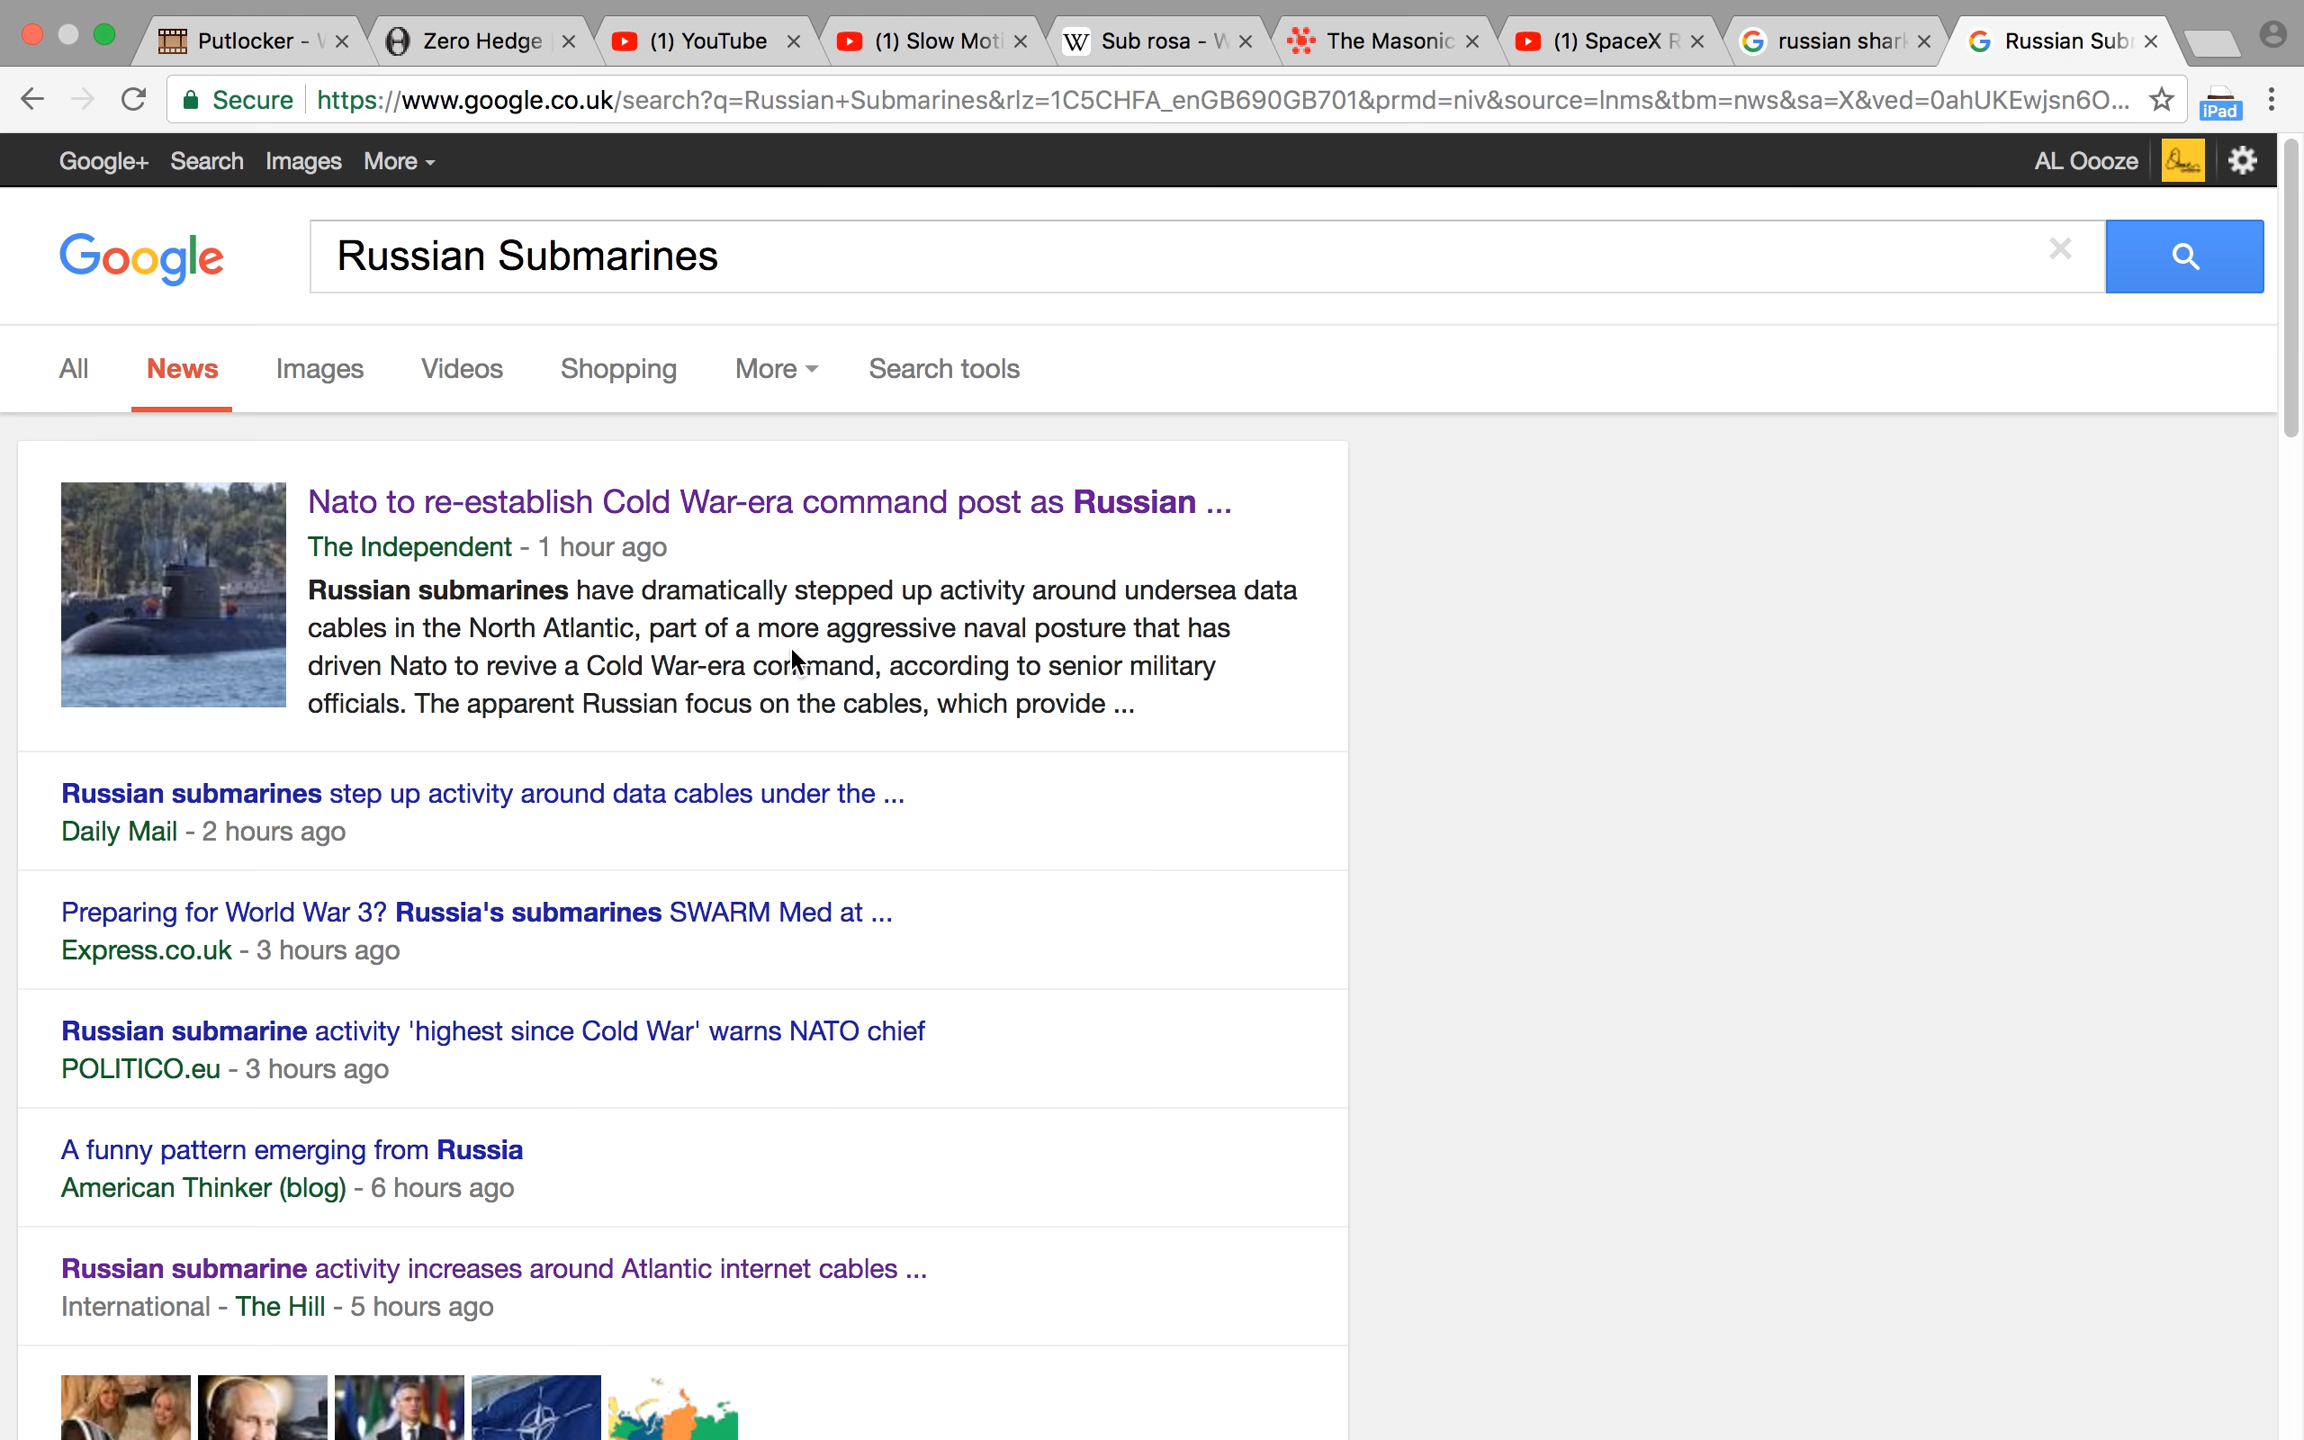 Putlocker -
Zero Hedge
(1) YouTube
(1) Slow Moti
W Sub rosa - W
The Masonic
(1) SpaceX R
G russian shar
G Russian Sub
Secure
https://www.google.co.uk/search?q=Russian+Submarines&rlz=1C5CHFA_enGB690GB701&prmd=niv&source=lnms&tbm=nws&sa=X&ved=0ahUKEwjsn6O...
iPad
Google+ Search Images More
AL Oooze
Google
Russian Submarines
All News Images Videos Shopping More Search tools
Nato to re-establish Cold War-era command post as Russian ...
The Independent - 1 hour ago
Russian submarines have dramatically stepped up activity around undersea data
cables in the North Atlantic, part of a more aggressive naval posture that has
driven Nato to revive a Cold War-era command, according to senior military
officials. The apparent Russian focus on the cables, which provide ...
Russian submarines step up activity around data cables under the ...
Daily Mail - 2 hours ago
Preparing for World War 3? Russia's submarines SWARM Med at ...
Express.co.uk - 3 hours ago
Russian submarine activity 'highest since Cold War' warns NATO chief
POLITICO.eu - 3 hours ago
A funny pattern emerging from Russia
American Thinker (blog) - 6 hours ago
Russian submarine activity increases around Atlantic internet cables ...
International - The Hill - 5 hours ago